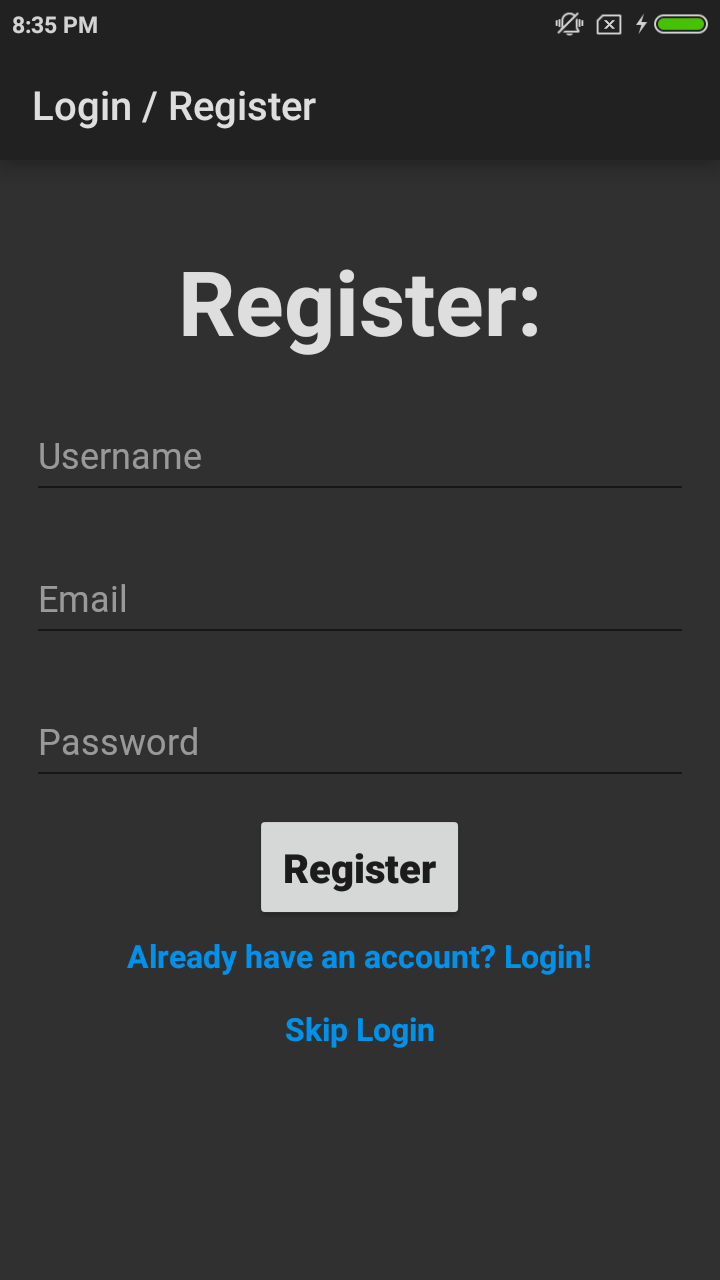 8:35 PM
Login / Register
Register:
Username
Email
Password
Register
Already have an account? Login!
Skip Login